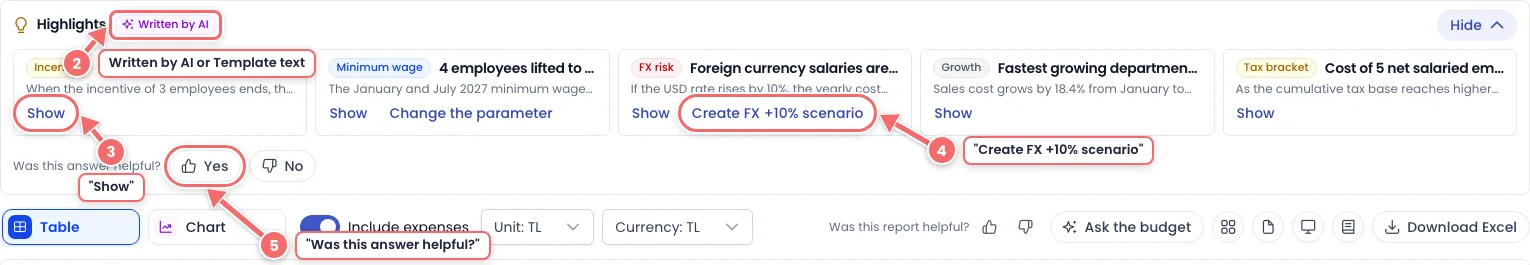 Highlights Written by AI Hide
2 Written by AI or Template text
Incen
When the incentive of 3 employees ends, th...
Show
Minimum wage 4 employees lifted to ...
The January and July 2027 minimum wage...
Show Change the parameter
FX risk Foreign currency salaries are...
If the USD rate rises by 10%, the yearly cost...
Show Create FX +10% scenario
Growth Fastest growing departmen...
Sales cost grows by 18.4% from January to...
Show
Tax bracket Cost of 5 net salaried em...
As the cumulative tax base reaches higher...
Show
3
"Show"
4 "Create FX +10% scenario"
Was this answer helpful? Yes No
Table Chart Include expenses Unit: TL Currency: TL Was this report helpful? Ask the budget Download Excel
5 "Was this answer helpful?"